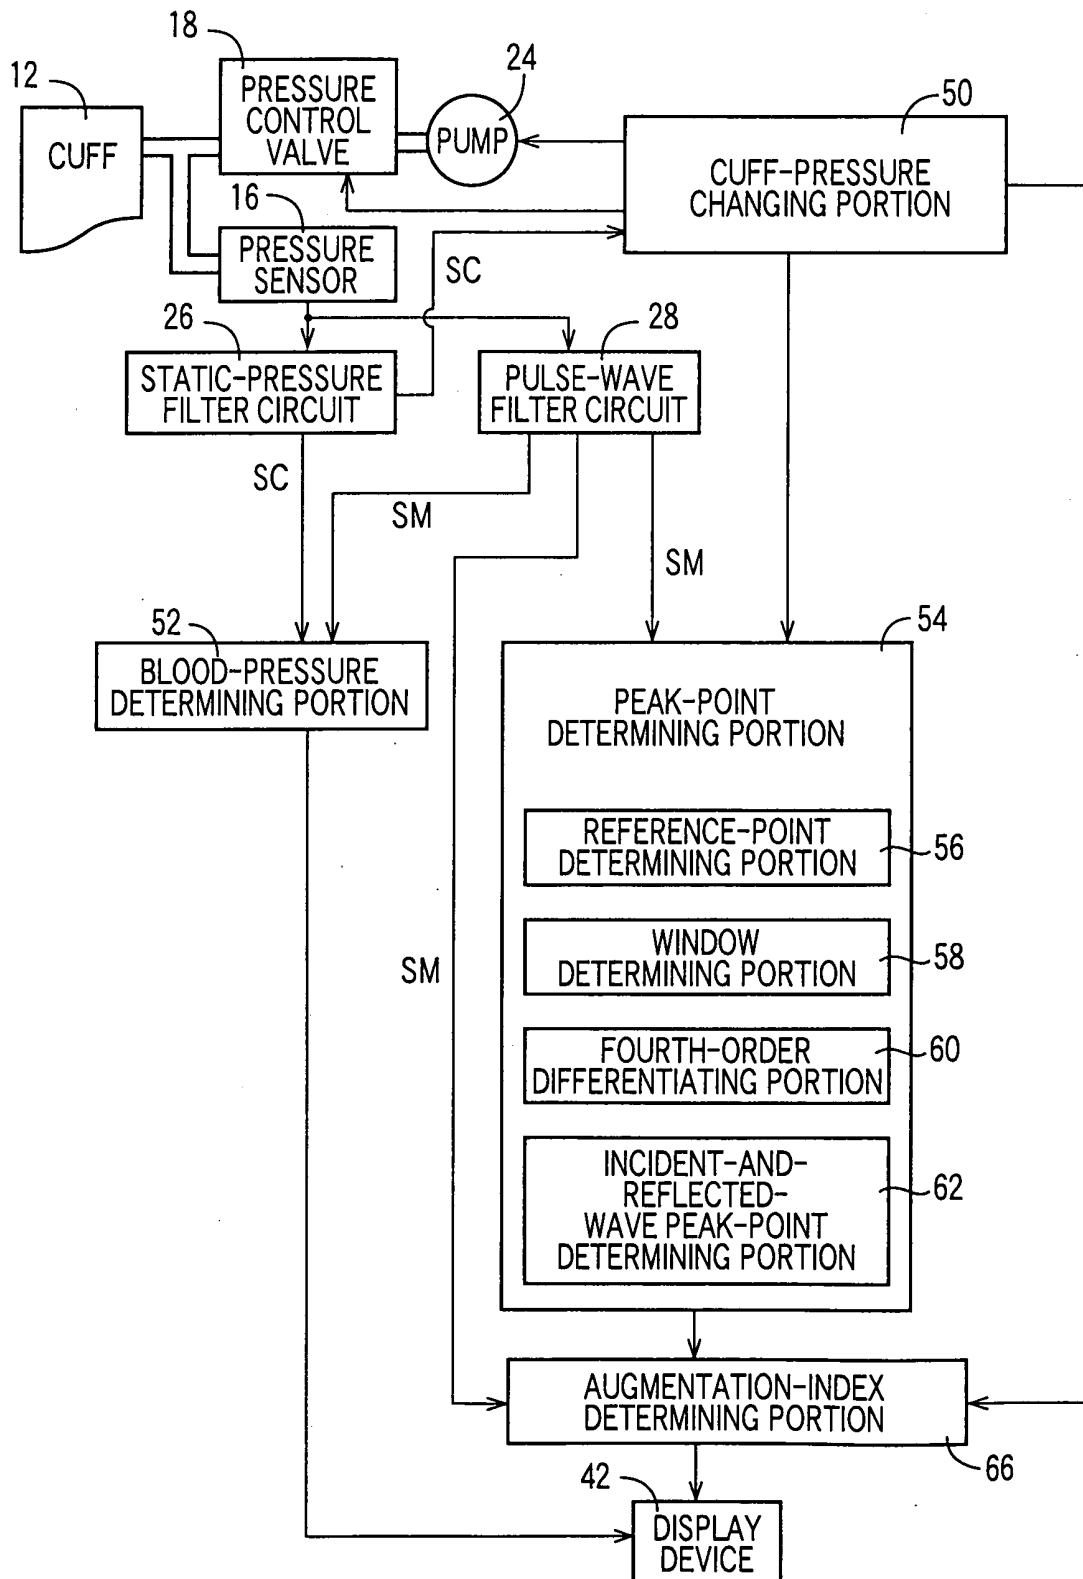 18
24
12
50
PRESSURE
CONTROL
VALVE
PUMP
CUFF
CUFF-PRESSURE
CHANGING PORTION
16
PRESSURE
SENSOR
SC
26
28
STATIC-PRESSURE
FILTER CIRCUIT
PULSE-WAVE
FILTER CIRCUIT
SC
SM
SM
52
54
BLOOD-PRESSURE
DETERMINING PORTION
PEAK-POINT
DETERMINING PORTION
REFERENCE-POINT
DETERMINING PORTION
56
SM
WINDOW
DETERMINING PORTION
58
FOURTH-ORDER
DIFFERENTIATING PORTION
60
INCIDENT-AND-
REFLECTED-
WAVE PEAK-POINT
DETERMINING PORTION
62
AUGMENTATION-INDEX
DETERMINING PORTION
66
42
DISPLAY
DEVICE